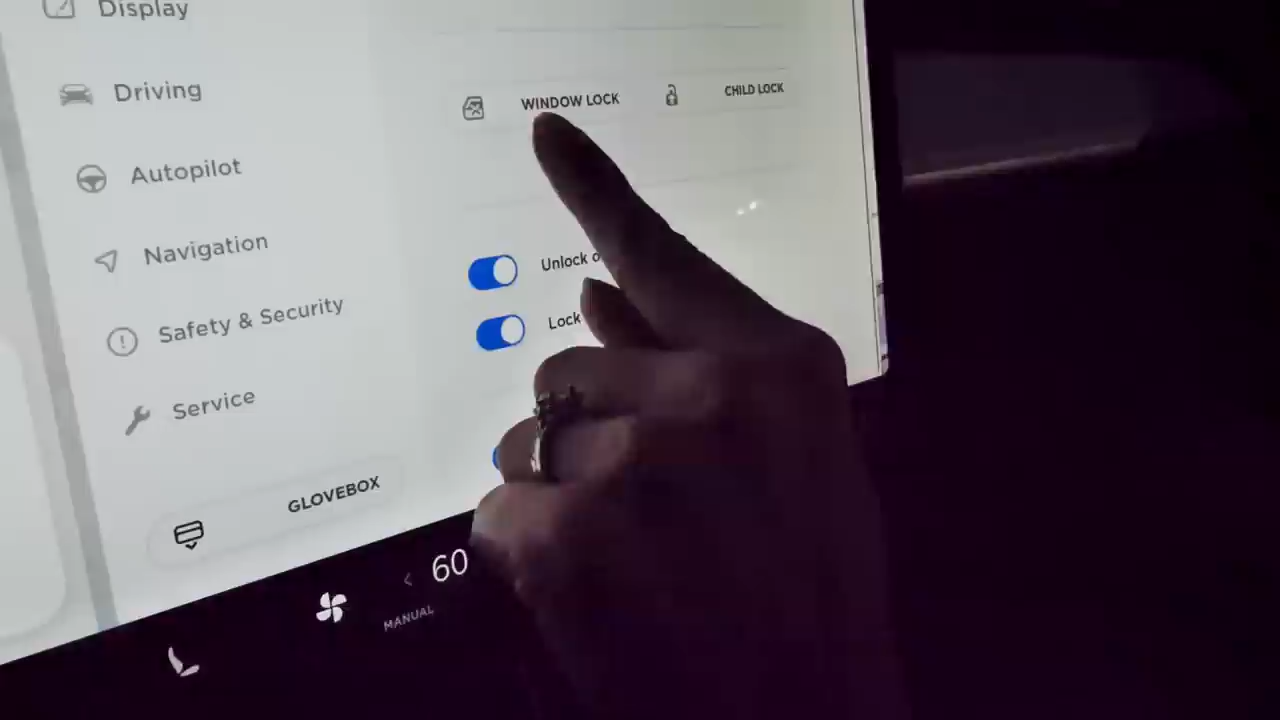 Display
Driving
Autopilot
Navigation
Safety & Security
Service
GLOVEBOX
WINDOW LOCK
CHILD LOCK
Unlock
Lock
60
MANUAL